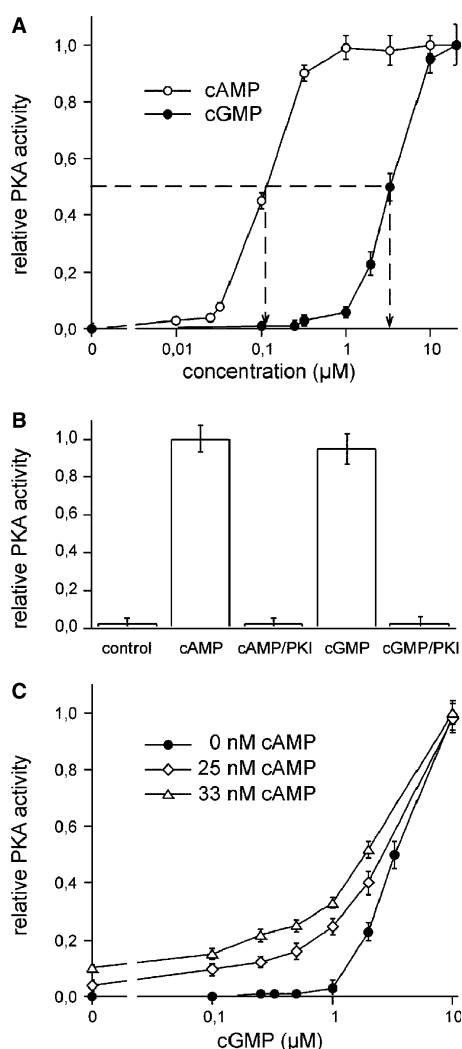 A
relative PKA activity
1,0
0,8
0,6
0,4
0,2
0,0
cAMP
cGMP
0
0,01
0,1
1
10
concentration (µM)
B
relative PKA activity
1,0
0,8
0,6
0,4
0,2
0,0
control
cAMP
cAMP/PKI
cGMP
cGMP/PKI
C
relative PKA activity
1,0
0,8
0,6
0,4
0,2
0,0
0 nM cAMP
25 nM cAMP
33 nM cAMP
0
0,1
1
10
cGMP (µM)